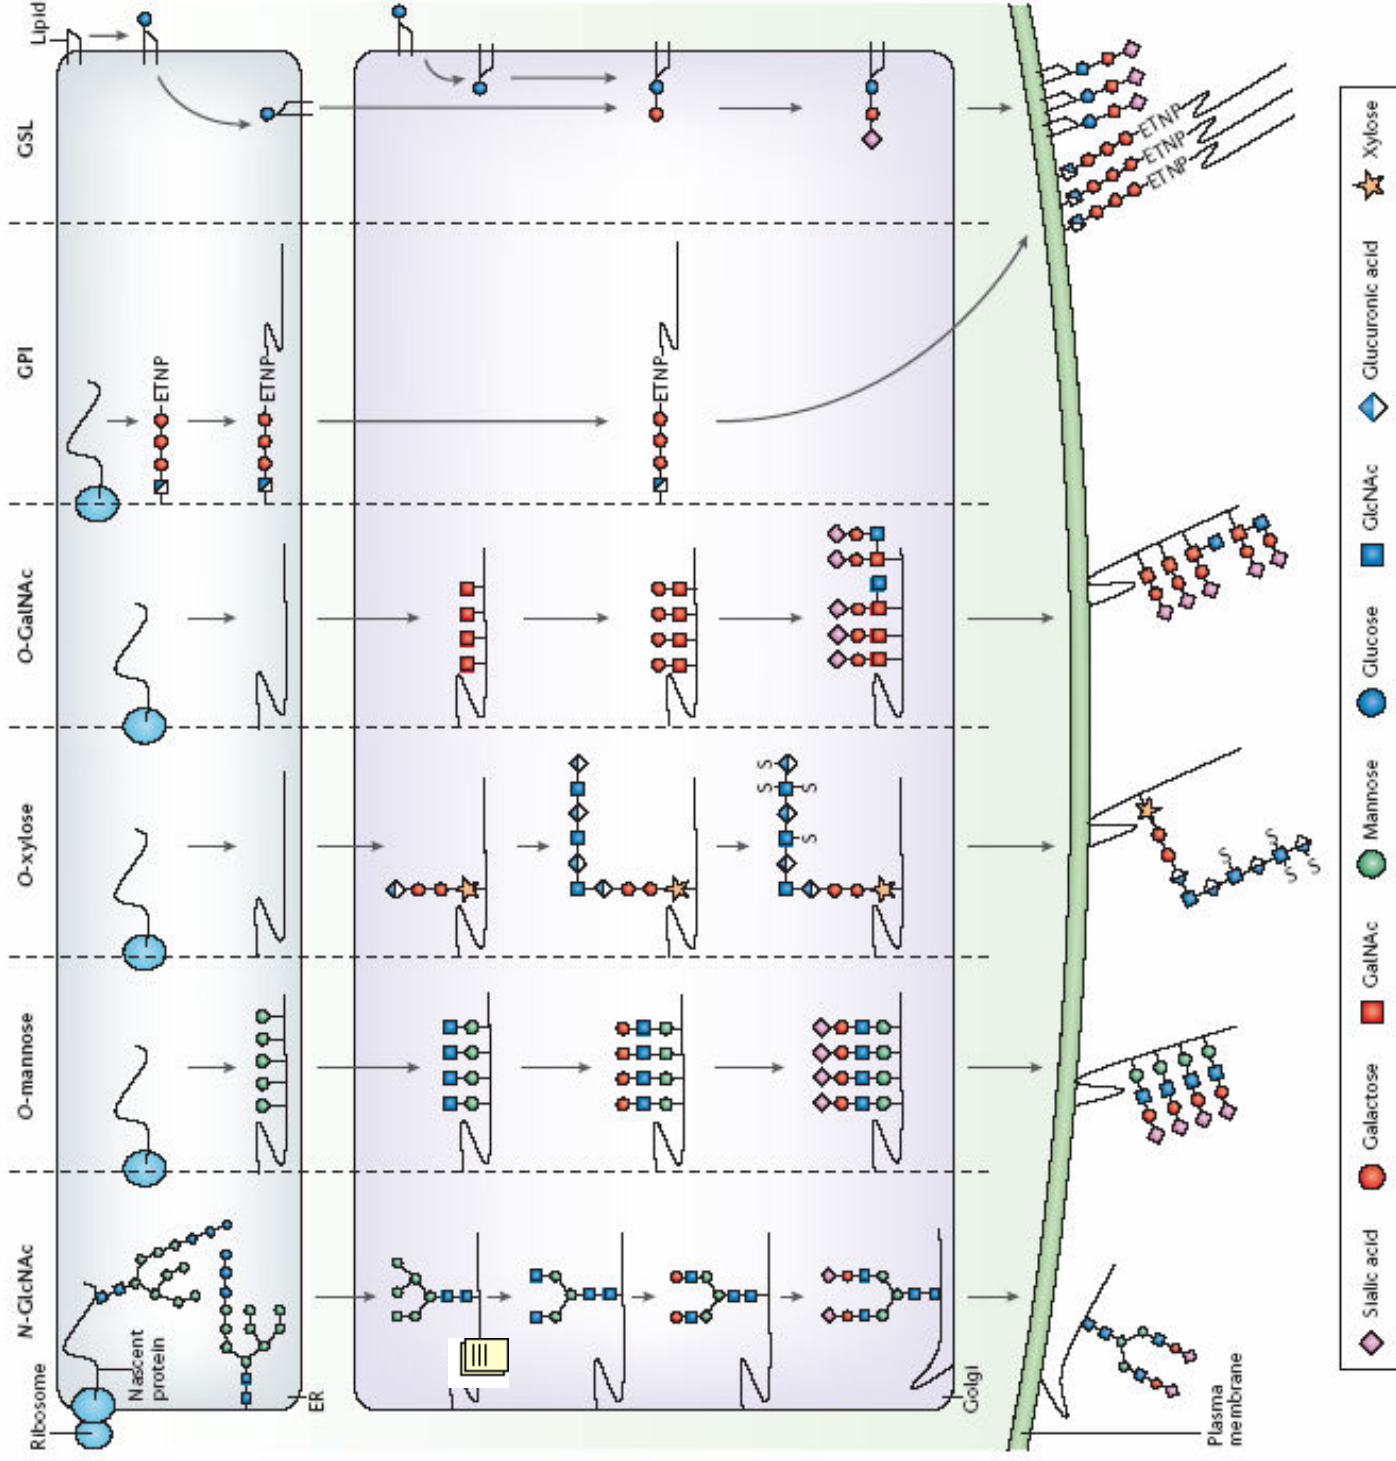 N-GlcNAc
O-mannose
O-xylose
O-GalNAc
GPI
GSL
Ribosome
Nascent
protein
Lipid
ETNP
ETNP
ER
ETNP
S
S
S
S
Golgi
S
S
S
S
ETNP
ETNP
ETNP
Plasma
membrane
Sialic acid
Galactose
GalNAc
Mannose
Glucose
GlcNAc
Glucuronic acid
Xylose